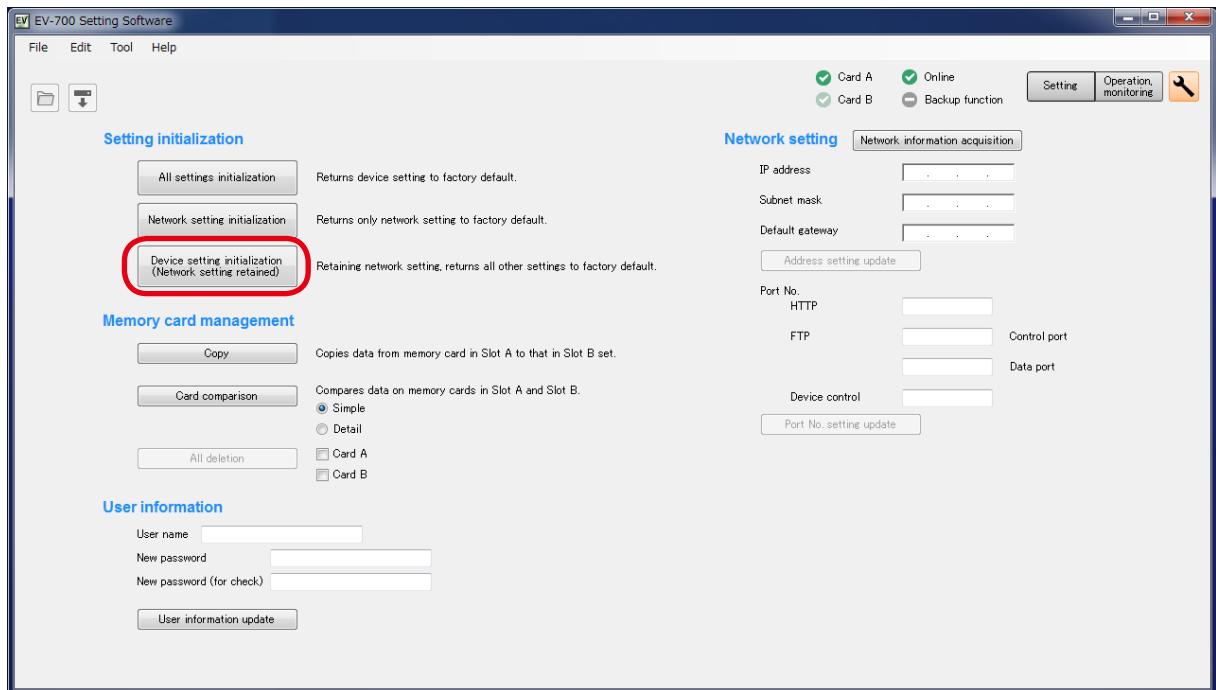 EV EV-700 Setting Software
File Edit Tool Help
Card A Online
Card B Backup function
Setting
Operation,
monitoring
Setting initialization
All settings initialization Returns device setting to factory default.
Network setting initialization Returns only network setting to factory default.
Device setting initialization
(Network setting retained)
Retaining network setting, returns all other settings to factory default.
Memory card management
Copy Copies data from memory card in Slot A to that in Slot B set.
Card comparison Compares data on memory cards in Slot A and Slot B.
Simple
Detail
All deletion Card A
Card B
User information
User name
New password
New password (for check)
User information update
Network setting Network information acquisition
IP address . . .
Subnet mask . . .
Default gateway . . .
Address setting update
Port No.
HTTP
FTP Control port
Data port
Device control
Port No. setting update